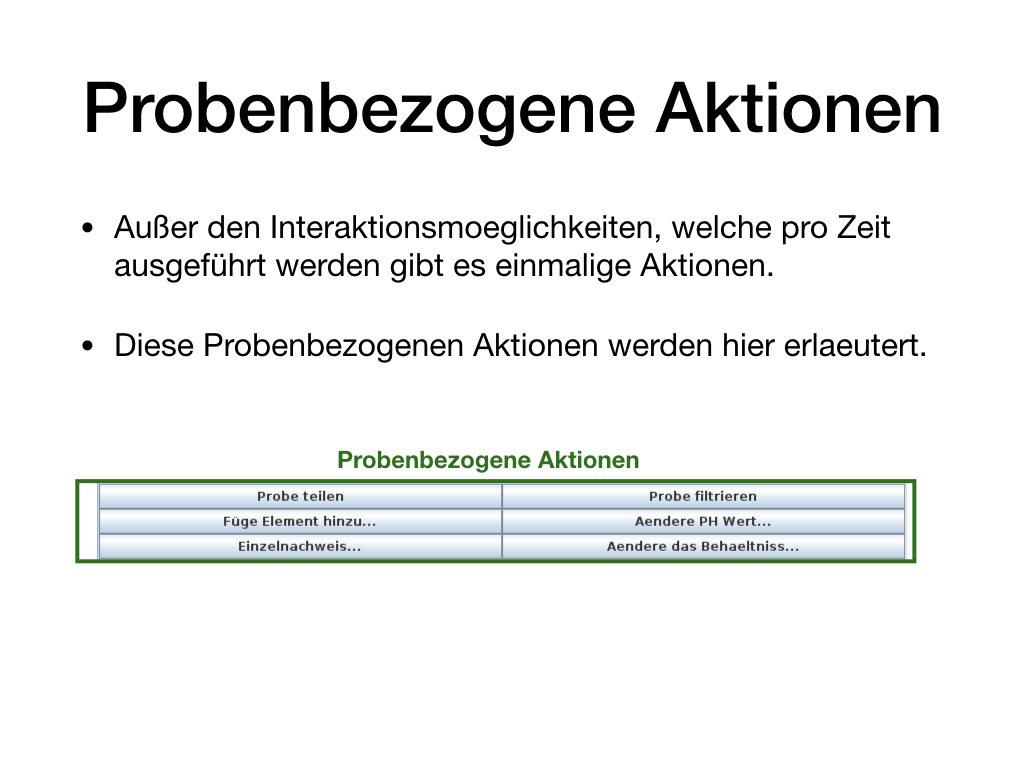 Probenbezogene Aktionen
• Außer den Interaktionsmoeglichkeiten, welche pro Zeit
ausgeführt werden gibt es einmalige Aktionen.
• Diese Probenbezogenen Aktionen werden hier erlaeutert.
Probenbezogene Aktionen
Probe teilen Probe filtrieren
Füge Element hinzu... Aendere PH Wert...
Einzelnachweis... Aendere das Behaeltniss...